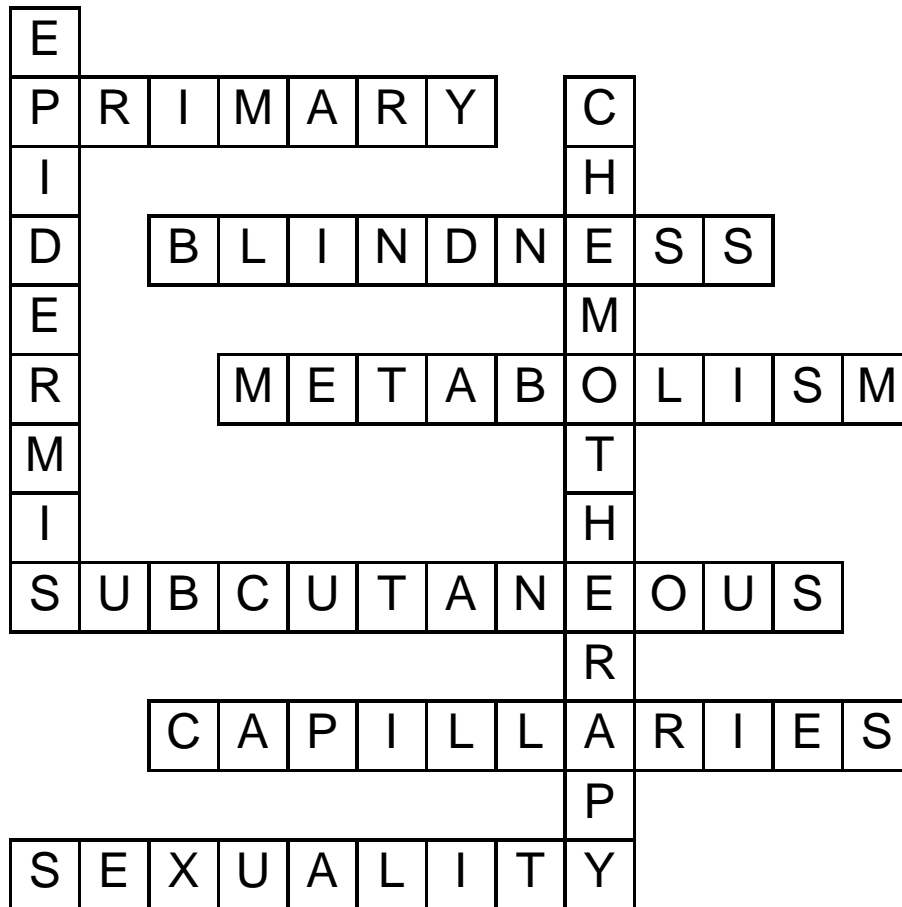 E
PRIMARY C
I H
D BLINDNESS
E M
R METABOLISM
M T
I H
SUBCUTANEOUS
R
CAPILLARIES
P
SEXUALITY